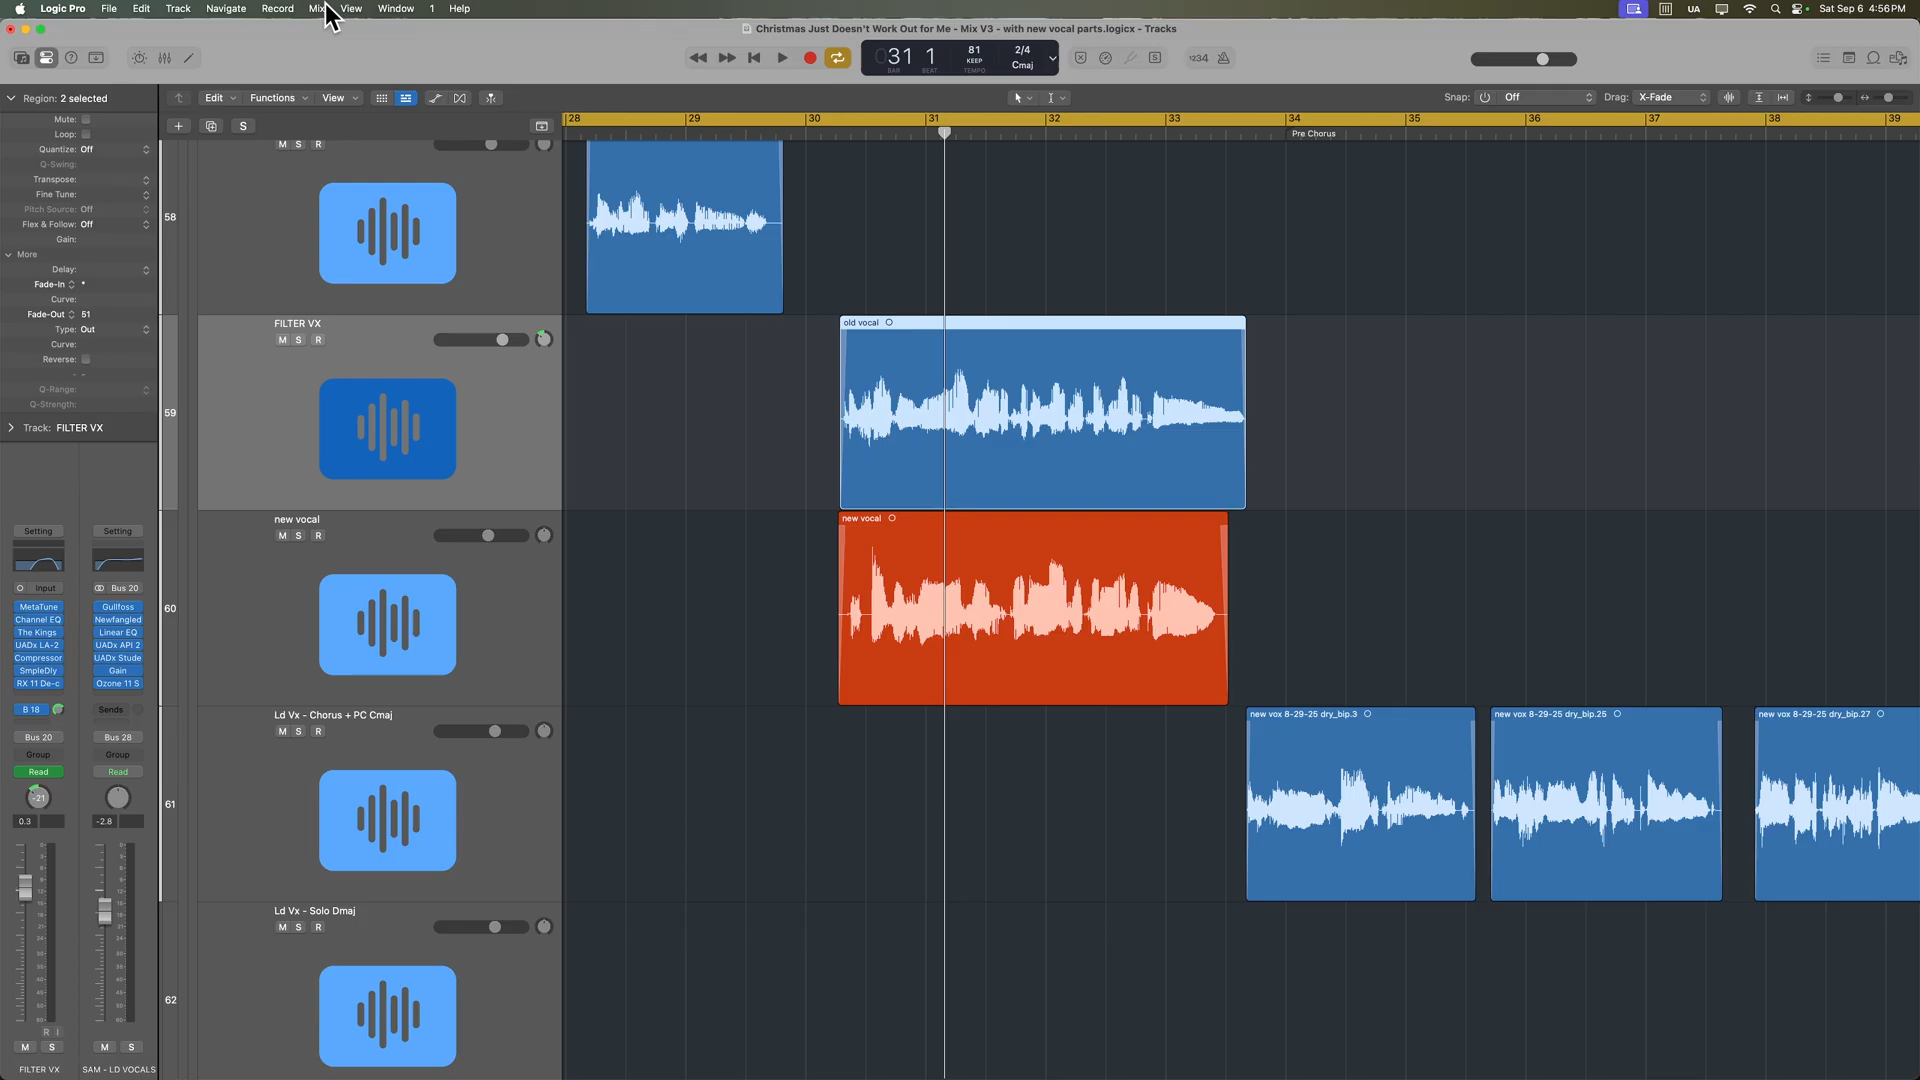 Logic Pro File Edit Track Navigate Record Mix View Window 1 Help
UA Sat Sep 6 4:56PM
Christmas Just Doesn't Work Out for Me - Mix V3 - with new vocal parts.logicx - Tracks
031 1 81 2/4
KEEP Cmaj
BAR BEAT TEMPO
1234
Region: 2 selected
Edit Functions View
Snap: Off Drag: X-Fade
S
28 29 30 31 32 33 34 35 36 37 38 39
Pre Chorus
Mute:
Loop:
Quantize: Off
Q-Swing:
Transpose:
Fine Tune:
Pitch Source: Off
Flex & Follow: Off
Gain:
More
Delay:
Fade-In
Curve:
Fade-Out 51
Type: Out
Curve:
Reverse:
Q-Range:
Q-Strength:
Track: FILTER VX
M S R
58
FILTER VX
M S R
59
old vocal
new vocal
M S R
60
new vocal
Ld Vx - Chorus + PC Cmaj
M S R
61
new vox 8-29-25 dry_bip.3
new vox 8-29-25 dry_bip.25
new vox 8-29-25 dry_bip.27
Ld Vx - Solo Dmaj
M S R
62
Setting Setting
Input Bus 20
MetaTune Gullfoss
Channel EQ Newfangled
The Kings Linear EQ
UADx LA-2 UADx API 2
Compressor UADx Stude
SmpleDly Gain
RX 11 De-c Ozone 11 S
B 18 Sends
Bus 20 Bus 28
Group Group
Read Read
-21
0.3 -2.8
R I
M S M S
FILTER VX SAM - LD VOCALS